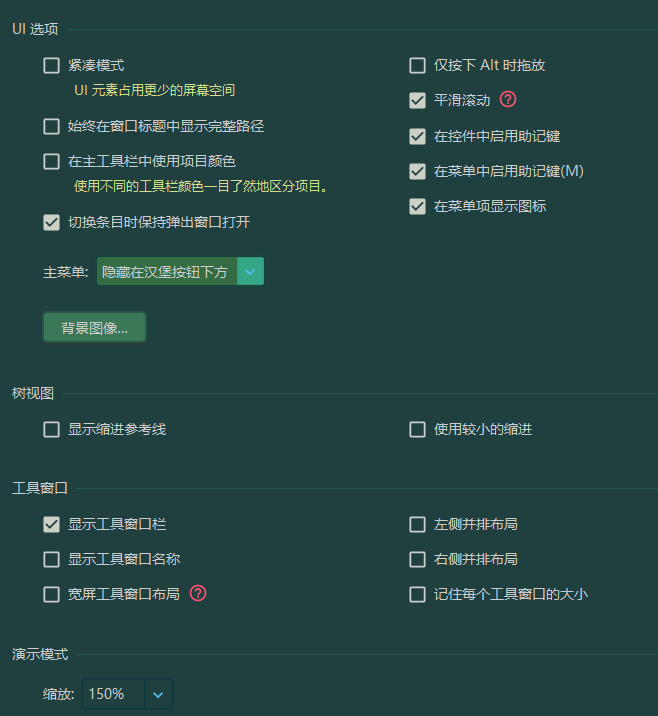 UI 选项
紧凑模式
UI 元素占用更少的屏幕空间
始终在窗口标题中显示完整路径
在主工具栏中使用项目颜色
使用不同的工具栏颜色一目了然地区分项目。
切换条目时保持弹出窗口打开
仅按下 Alt 时拖放
平滑滚动
在控件中启用助记键
在菜单中启用助记键(M)
在菜单项显示图标
主菜单: 隐藏在汉堡按钮下方
背景图像...
树视图
显示缩进参考线
使用较小的缩进
工具窗口
显示工具窗口栏
显示工具窗口名称
宽屏工具窗口布局
左侧并排布局
右侧并排布局
记住每个工具窗口的大小
演示模式
缩放: 150%